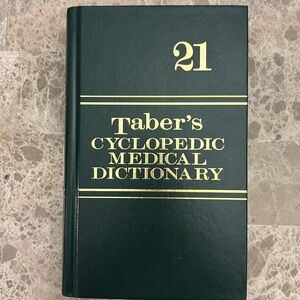 21
Taber's
CYCLOPEDIC
MEDICAL
DICTIONARY